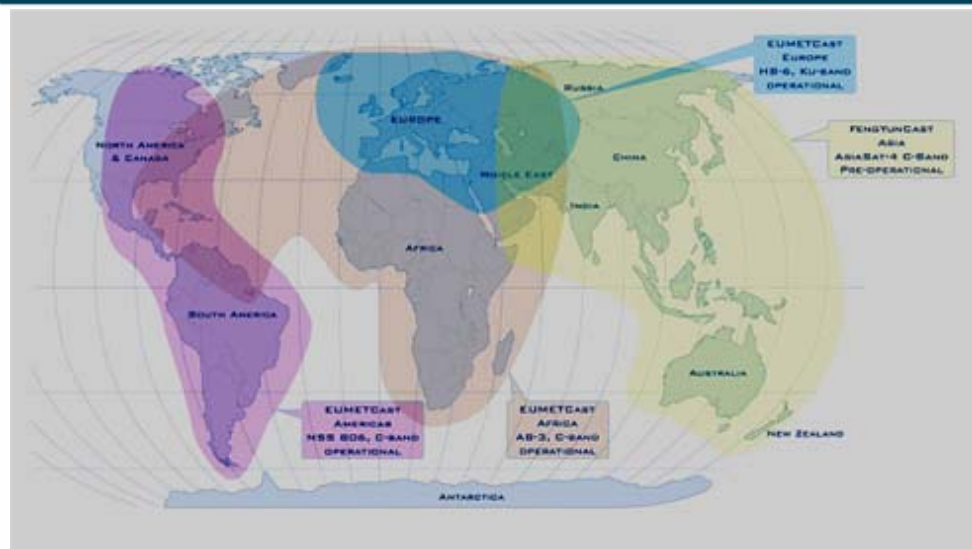 EUMETCAST
EUROPE
HB-6, KU-BAND
OPERATIONAL
RUSSIA
EUROPE
NORTH AMERICA
& CANADA
FENGYUNCAST
ASIA
ASIASAT-4 C-BAND
PRE-OPERATIONAL
CHINA
MIDDLE EAST
INDIA
AFRICA
SOUTH AMERICA
AUSTRALIA
EUMETCAST
AMERICAS
NSS 806, C-BAND
OPERATIONAL
EUMETCAST
AFRICA
AB-3, C-BAND
OPERATIONAL
NEW ZEALAND
ANTARCTICA